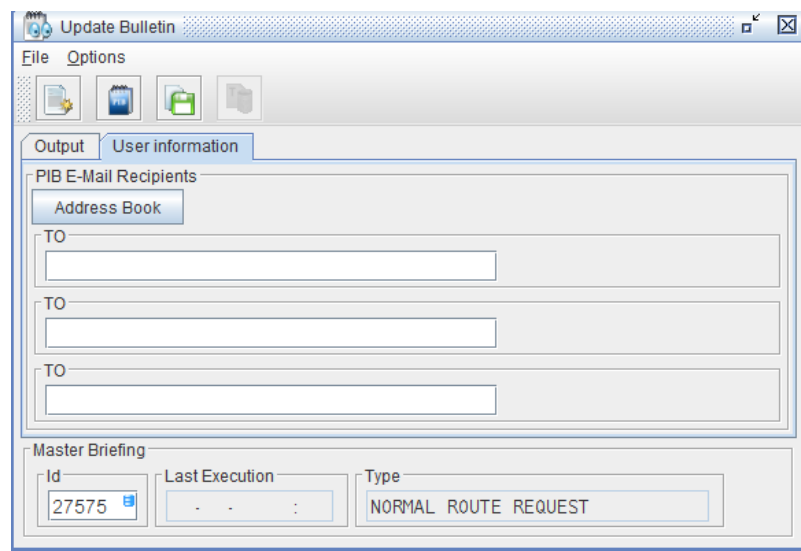 Update Bulletin
File Options
Output User information
PIB E-Mail Recipients
Address Book
TO
TO
TO
Master Briefing
Id Last Execution Type
27575 - - : NORMAL ROUTE REQUEST